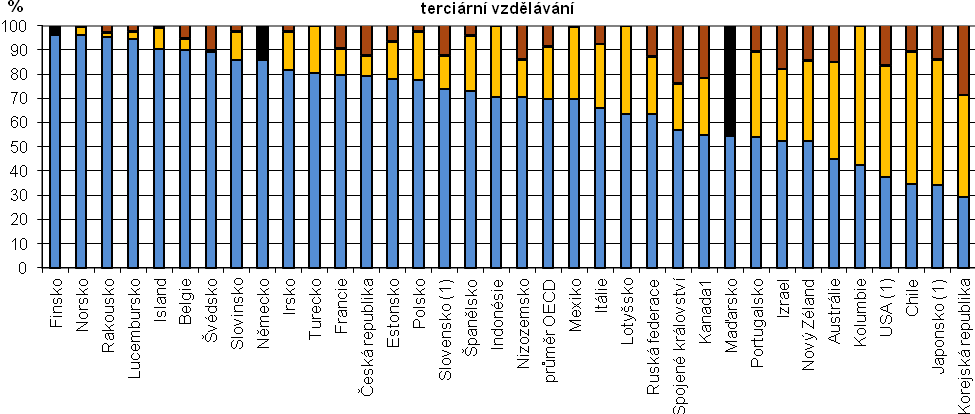 terciární vzdělávání
%
100
90
80
70
60
50
40
30
20
10
0
Finsko
Norsko
Rakousko
Lucembursko
Island
Belgie
Švédsko
Slovinsko
Německo
Irsko
Turecko
Francie
Česká republika
Estonsko
Polsko
Slovensko (1)
Španělsko
Indonésie
Nizozemsko
průměr OECD
Mexiko
Itálie
Lotyšsko
Ruská federace
Spojené království
Kanada1
Maďarsko
Portugalsko
Izrael
Nový Zéland
Austrálie
Kolumbie
USA (1)
Chile
Japonsko (1)
Korejská republika